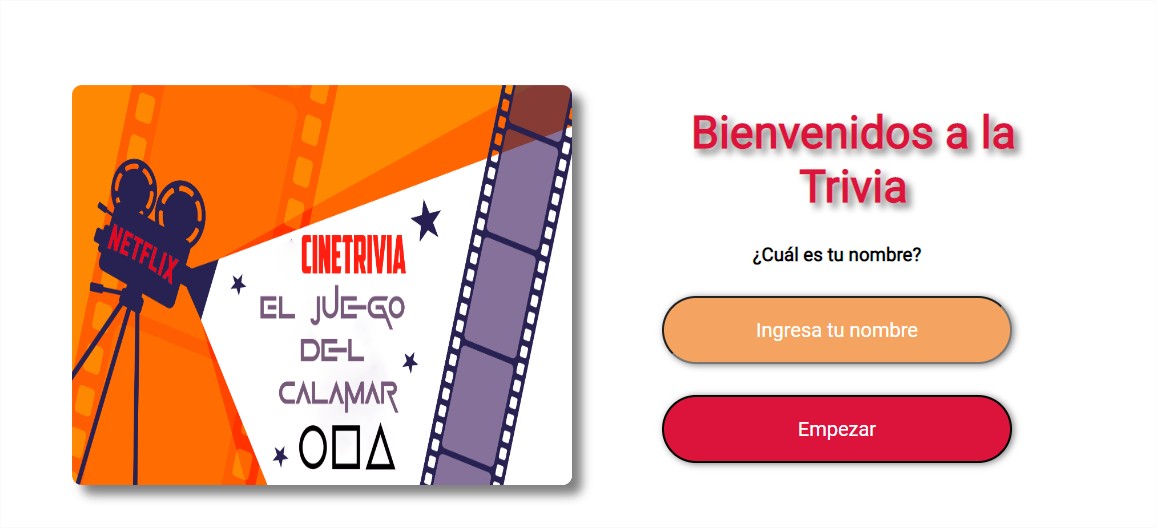 NETFLIX
CINETRIVIA
EL JUEGO
DEL
CALAMAR
Bienvenidos a la
Trivia
¿Cuál es tu nombre?
Ingresa tu nombre
Empezar